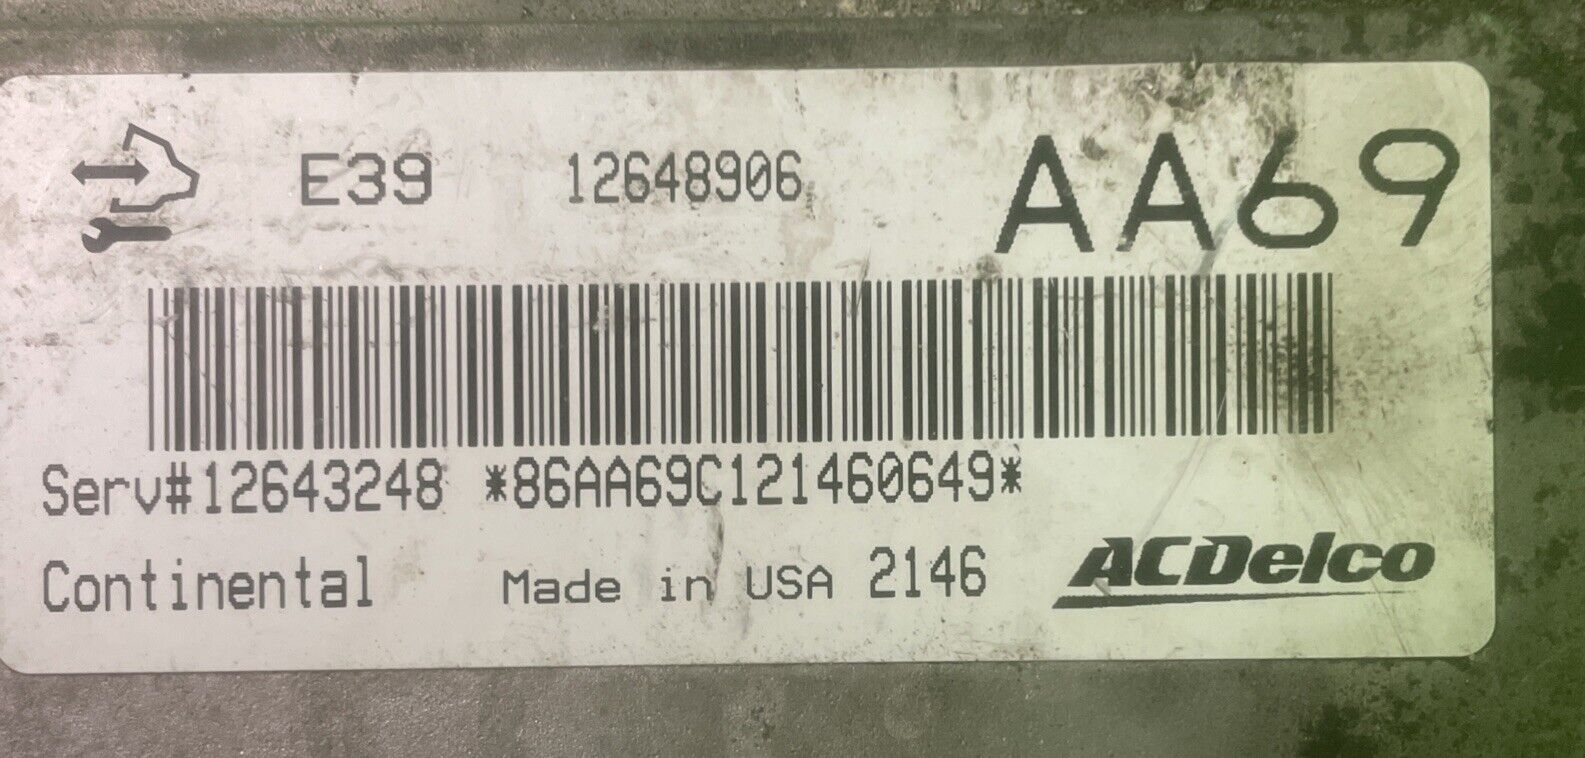 E39 12648906 AA69
Serv#12643248 *86AA69C121460649*
Continental Made in USA 2146 ACDelco